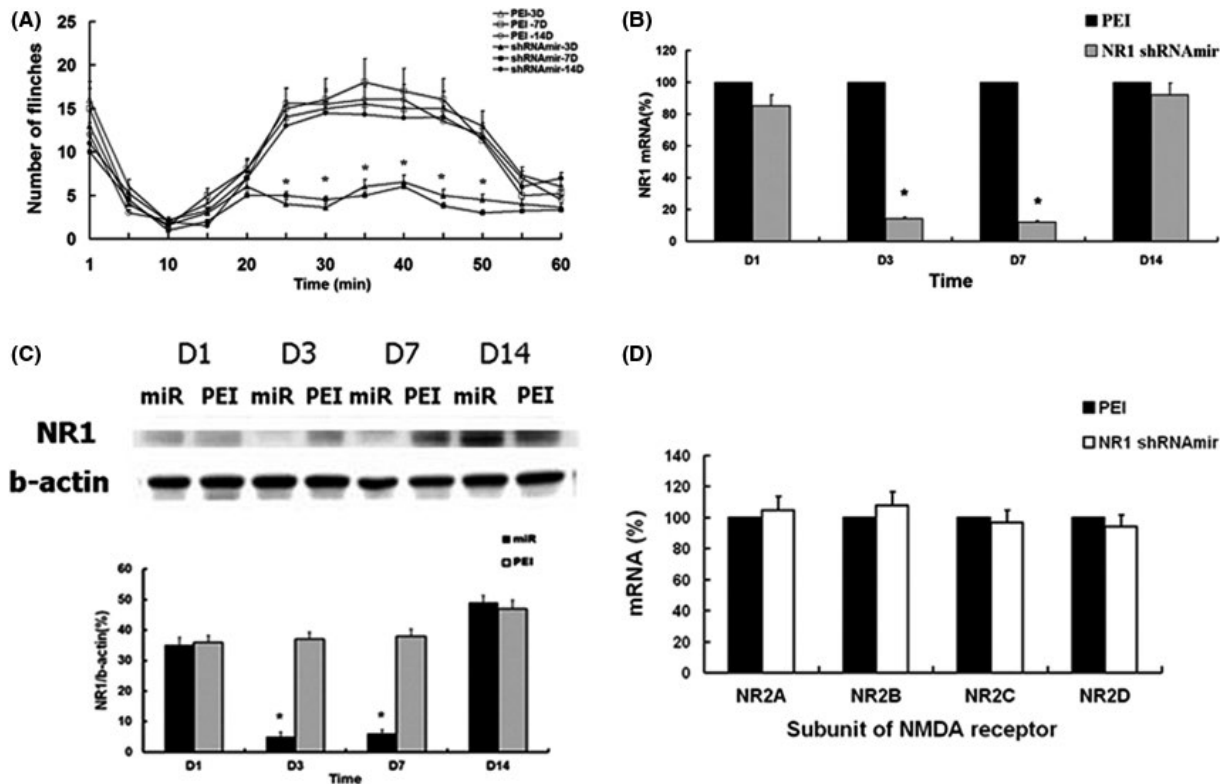 (A)
Number of flinches
25
20
15
10
5
0
PEI-3D
PEI -7D
PEI -14D
shRNAmir-3D
shRNAmir-7D
shRNAmir-14D
* * * * * *
1 10 20 30 40 50 60
Time (min)
(B)
PEI
NR1 shRNAmir
NR1 mRNA(%)
120
100
80
60
40
20
0
* *
D1 D3 D7 D14
Time
(C)
D1 D3 D7 D14
miR PEI miR PEI miR PEI miR PEI
NR1
b-actin
miR
PEI
NR1/b-actin(%)
60
50
40
30
20
10
0
* *
D1 D3 D7 D14
Time
(D)
PEI
NR1 shRNAmir
mRNA (%)
140
120
100
80
60
40
20
0
NR2A NR2B NR2C NR2D
Subunit of NMDA receptor